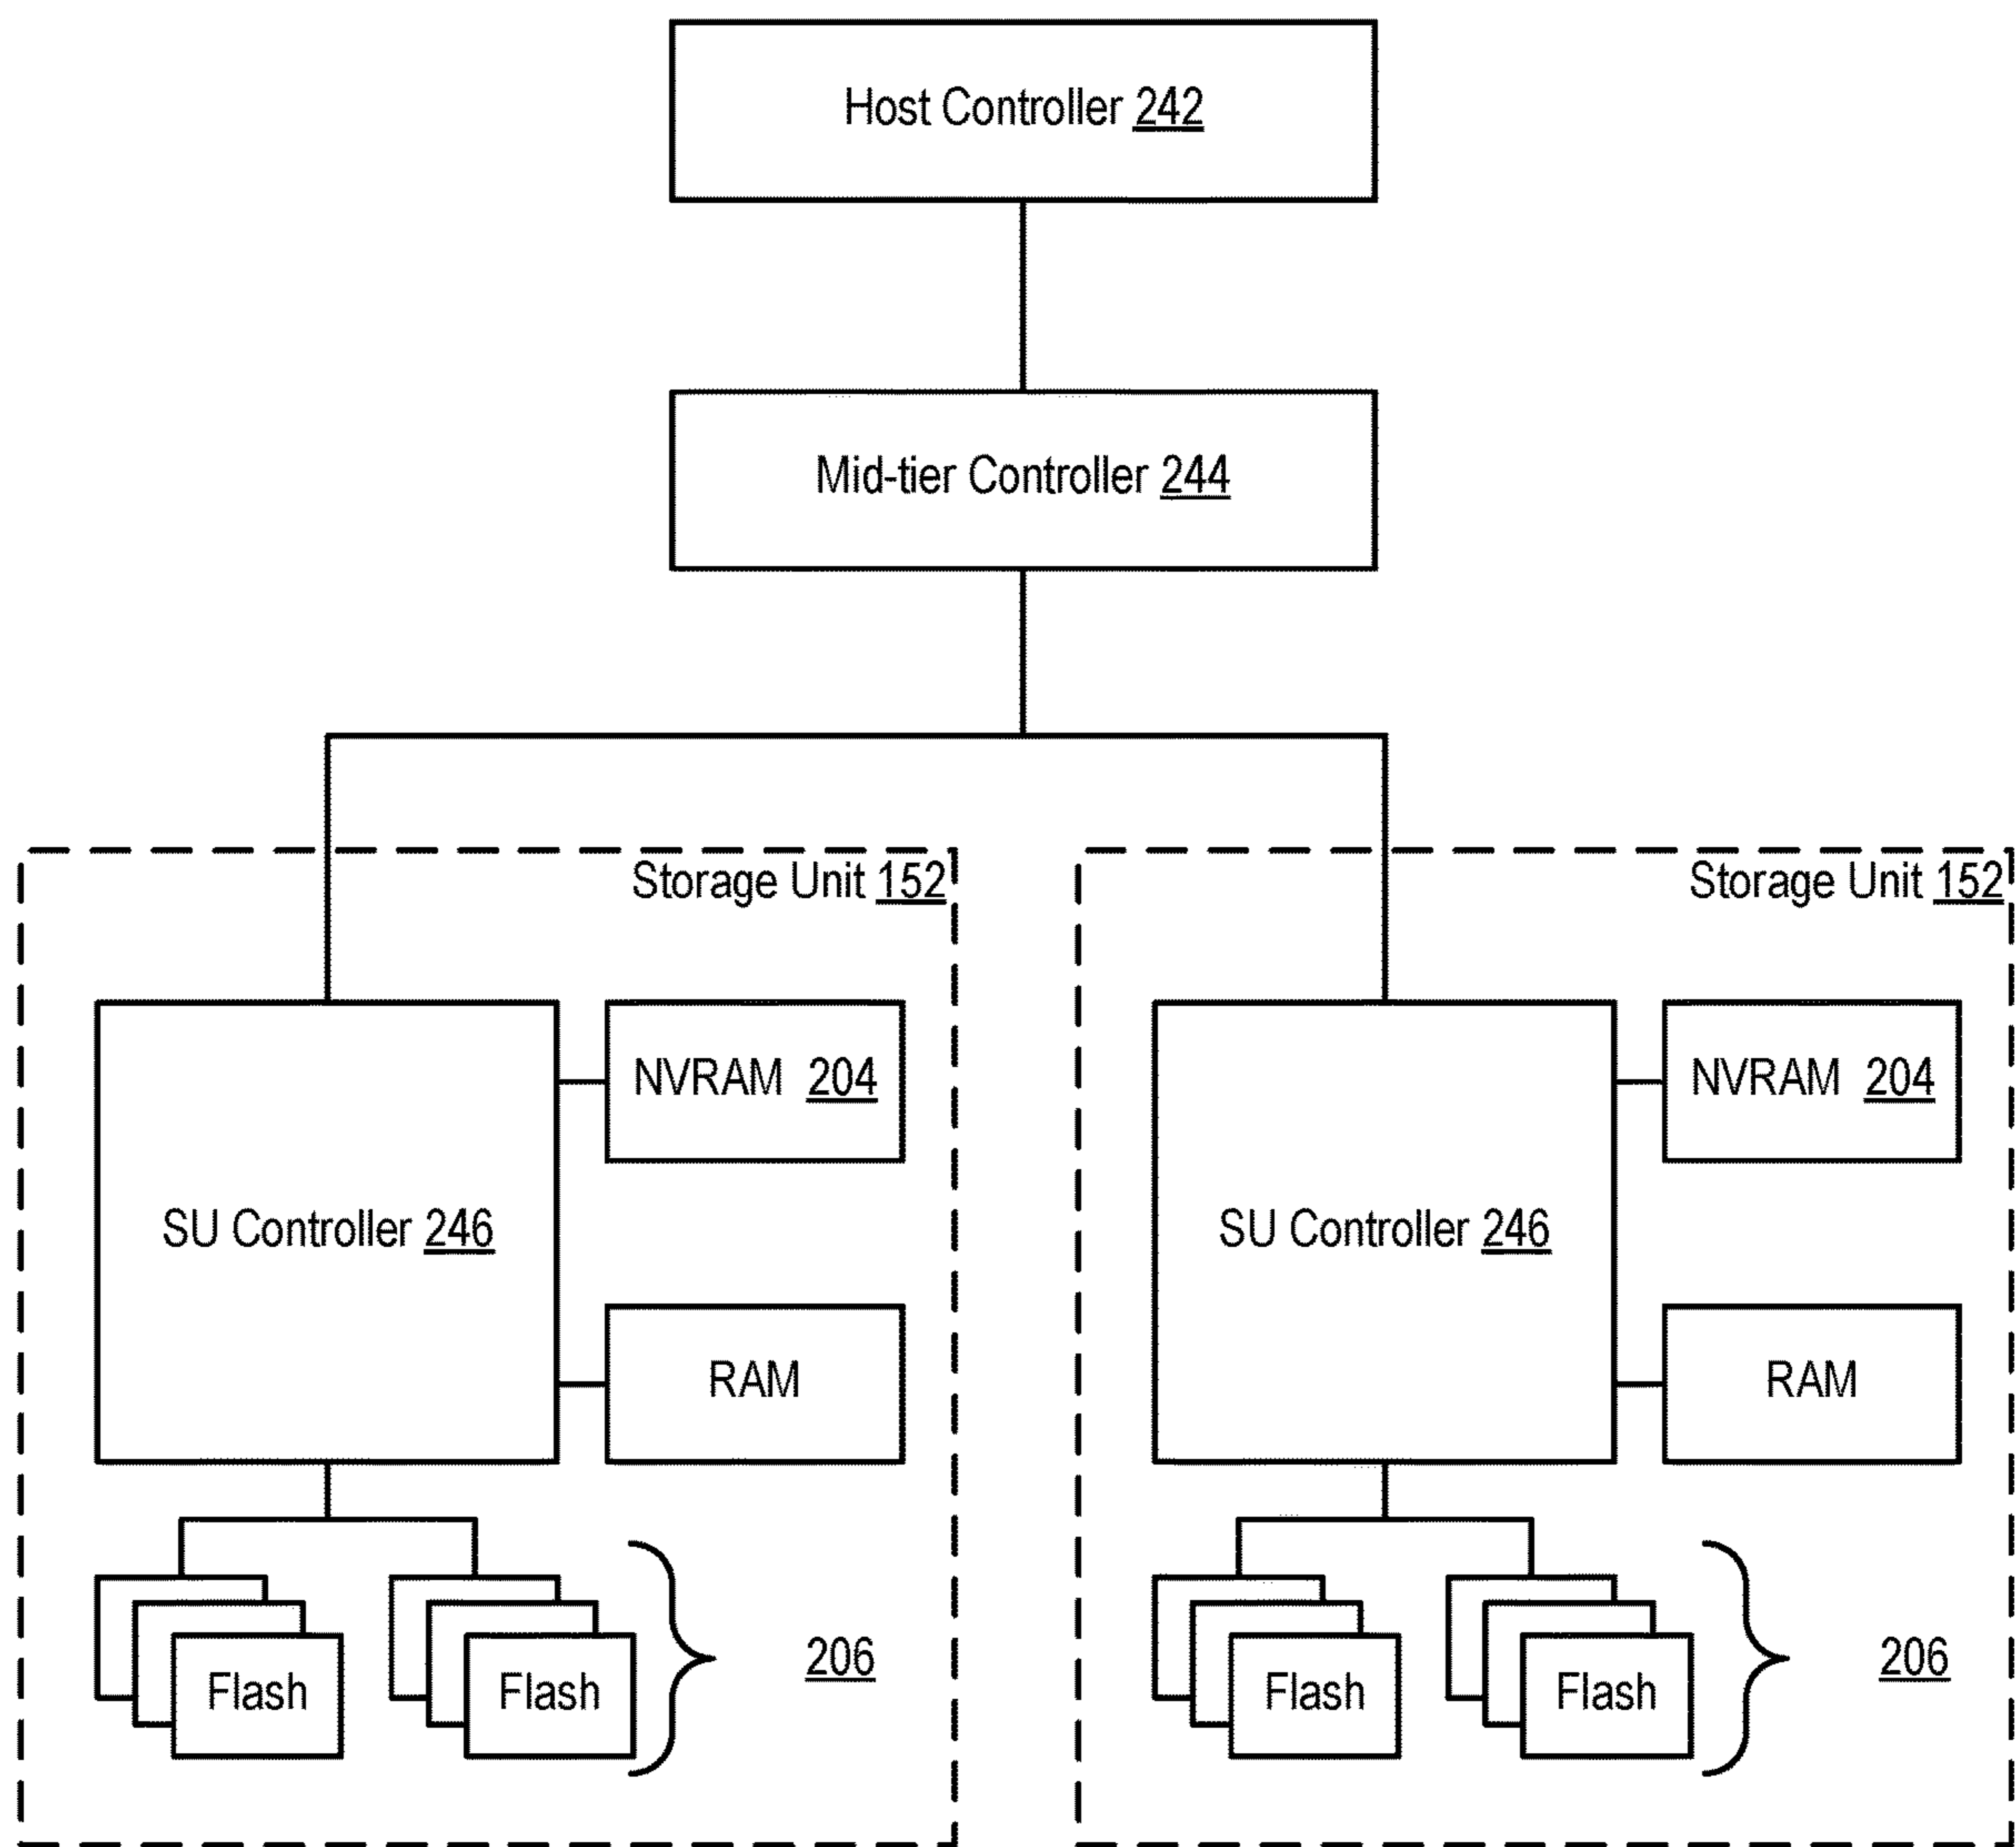 Host Controller 242
Mid-tier Controller 244
Storage Unit 152
NVRAM 204
SU Controller 246
RAM
Flash
Flash
206
Storage Unit 152
NVRAM 204
SU Controller 246
RAM
Flash
Flash
206